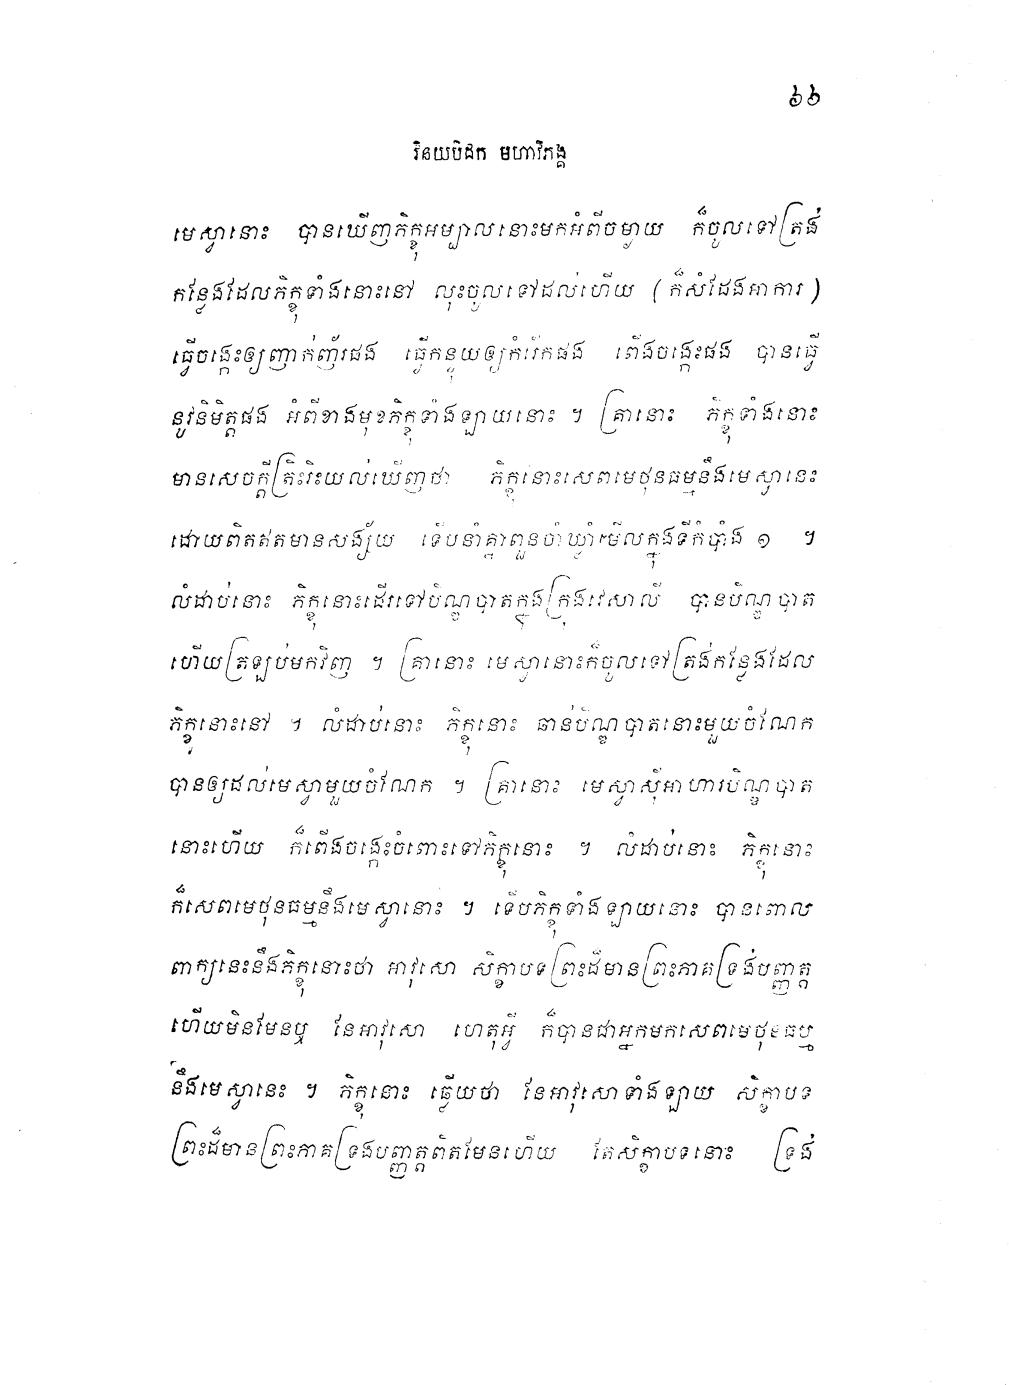 ៦៦
វិនយបិដក មហាវិភង្គ
មេស្វានោះ បានឃើញភិក្ខុអម្បាលនោះមកអំពីចម្ងាយ ក៏ចូលទៅត្រង់
កន្លែងដែលភិក្ខុទាំងនោះនៅ លុះចូលទៅដល់ហើយ (ក៏សំដែងអាការ)
ធ្វើចង្កេះឲ្យញាក់ញ័រផង ធ្វើកន្ទុយឲ្យកំរើកផង ពើងចង្កេះផង បានធ្វើ
នូវនិមិត្តផង អំពីខាងមុខភិក្ខុទាំងឡាយនោះ ។ គ្រានោះ ភិក្ខុទាំងនោះ
មានសេចក្តីត្រិះរិះយល់ឃើញថា ភិក្ខុនោះសេពមេថុនធម្មនឹងមេស្វានេះ
ដោយពិតឥតមានសង្ស័យ ទើបនាំគ្នាពួនចាំឃ្លាំមើលក្នុងទីកំបាំង ១ ។
លំដាប់នោះ ភិក្ខុនោះដើរទៅបិណ្ឌបាតក្នុងក្រុងវេសាលី បានបិណ្ឌបាត
ហើយត្រឡប់មកវិញ ។ គ្រានោះ មេស្វានោះក៏ចូលទៅត្រង់កន្លែងដែល
ភិក្ខុនោះនៅ ។ លំដាប់នោះ ភិក្ខុនោះ ឆាន់បិណ្ឌបាតនោះមួយចំណែក
បានឲ្យដល់មេស្វាមួយចំណែក ។ គ្រានោះ មេស្វាស៊ីអាហារបិណ្ឌបាត
នោះហើយ ក៏ពើងចង្កេះចំពោះទៅភិក្ខុនោះ ។ លំដាប់នោះ ភិក្ខុនោះ
ក៏សេពមេថុនធម្មនឹងមេស្វានោះ ។ ទើបភិក្ខុទាំងឡាយនោះ បានពោល
ពាក្យនេះនឹងភិក្ខុនោះថា អាវុសោ សិក្ខាបទព្រះដ៏មានព្រះភាគទ្រង់បញ្ញត្ត
ហើយមិនមែនឬ នែអាវុសោ ហេតុអ្វី ក៏បានជាអ្នកមកសេពមេថុនធម្ម
នឹងមេស្វានេះ ។ ភិក្ខុនោះ ឆ្លើយថា នែអាវុសោទាំងឡាយ សិក្ខាបទ
ព្រះដ៏មានព្រះភាគទ្រង់បញ្ញត្តពិតមែនហើយ តែសិក្ខាបទនោះ ទ្រង់